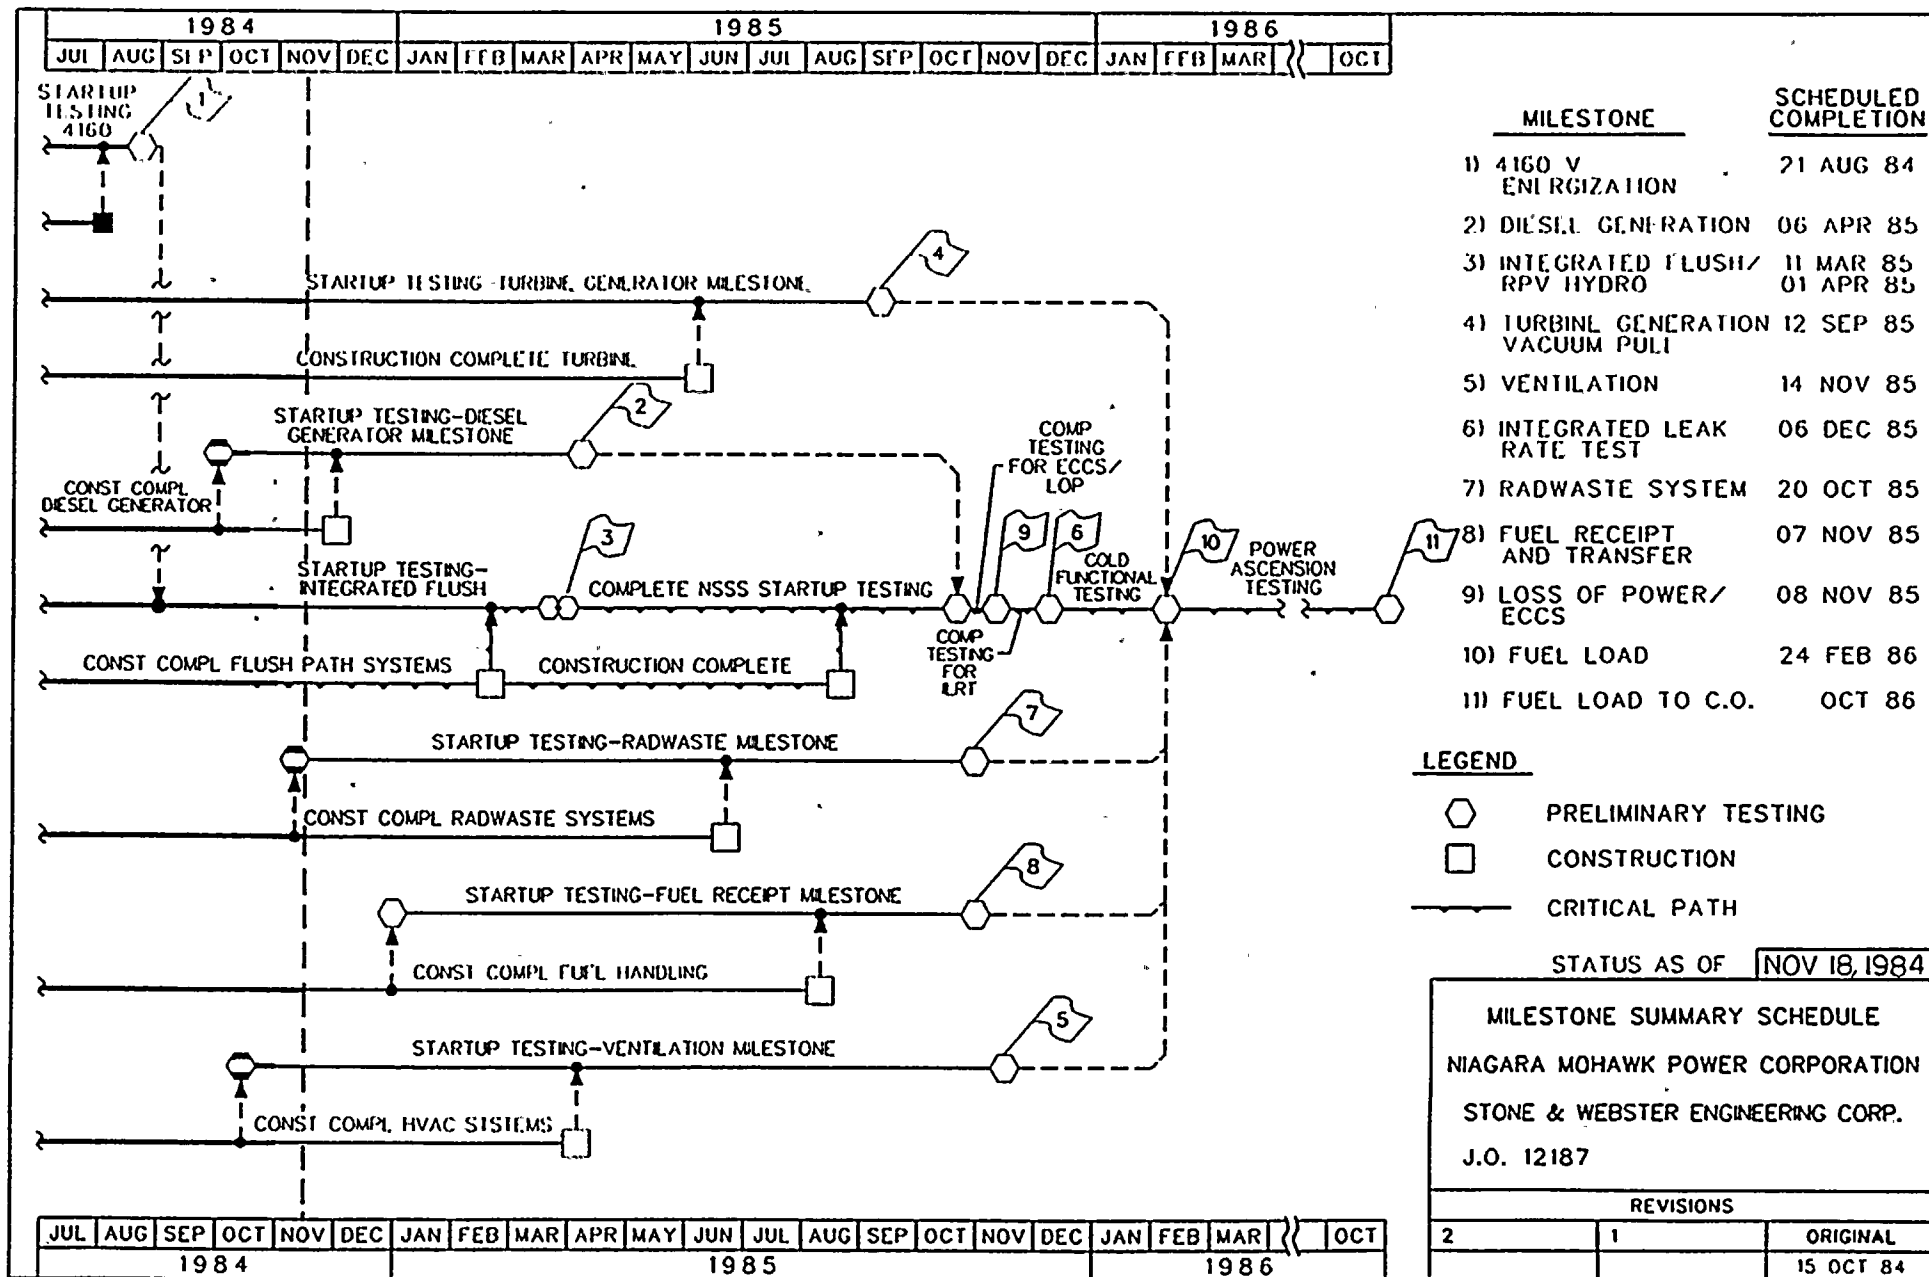 1984 1985 1986
JUL AUG SEP OCT NOV DEC JAN FEB MAR APR MAY JUN JUL AUG SEP OCT NOV DEC JAN FEB MAR OCT
STARTUP
TESTING
4160
1
STARTUP TESTING-TURBINE GENERATOR MILESTONE
4
CONSTRUCTION COMPLETE TURBINE
STARTUP TESTING-DIESEL
GENERATOR MILESTONE
2
CONST COMPL
DIESEL GENERATOR
COMP
TESTING
FOR ECCS/
LOP
STARTUP TESTING-
INTEGRATED FLUSH
3
COMPLETE NSSS STARTUP TESTING
9
6
COLD
FUNCTIONAL
TESTING
10
POWER
ASCENSION
TESTING
11
COMP
TESTING
FOR
ILRT
CONST COMPL FLUSH PATH SYSTEMS
CONSTRUCTION COMPLETE
STARTUP TESTING-RADWASTE MILESTONE
7
CONST COMPL RADWASTE SYSTEMS
STARTUP TESTING-FUEL RECEIPT MILESTONE
8
CONST COMPL FUEL HANDLING
STARTUP TESTING-VENTILATION MILESTONE
5
CONST COMPL HVAC SYSTEMS
JUL AUG SEP OCT NOV DEC JAN FEB MAR APR MAY JUN JUL AUG SEP OCT NOV DEC JAN FEB MAR OCT
1984 1985 1986
MILESTONE SCHEDULED
COMPLETION
1) 4160 V 21 AUG 84
ENERGIZATION
2) DIESEL GENERATION 06 APR 85
3) INTEGRATED FLUSH/ 11 MAR 85
RPV HYDRO 01 APR 85
4) TURBINE GENERATION 12 SEP 85
VACUUM PULL
5) VENTILATION 14 NOV 85
6) INTEGRATED LEAK 06 DEC 85
RATE TEST
7) RADWASTE SYSTEM 20 OCT 85
8) FUEL RECEIPT 07 NOV 85
AND TRANSFER
9) LOSS OF POWER/ 08 NOV 85
ECCS
10) FUEL LOAD 24 FEB 86
11) FUEL LOAD TO C.O. OCT 86
LEGEND
PRELIMINARY TESTING
CONSTRUCTION
CRITICAL PATH
STATUS AS OF NOV 18, 1984
MILESTONE SUMMARY SCHEDULE
NIAGARA MOHAWK POWER CORPORATION
STONE & WEBSTER ENGINEERING CORP.
J.O. 12187
REVISIONS
2 1 ORIGINAL
15 OCT 84